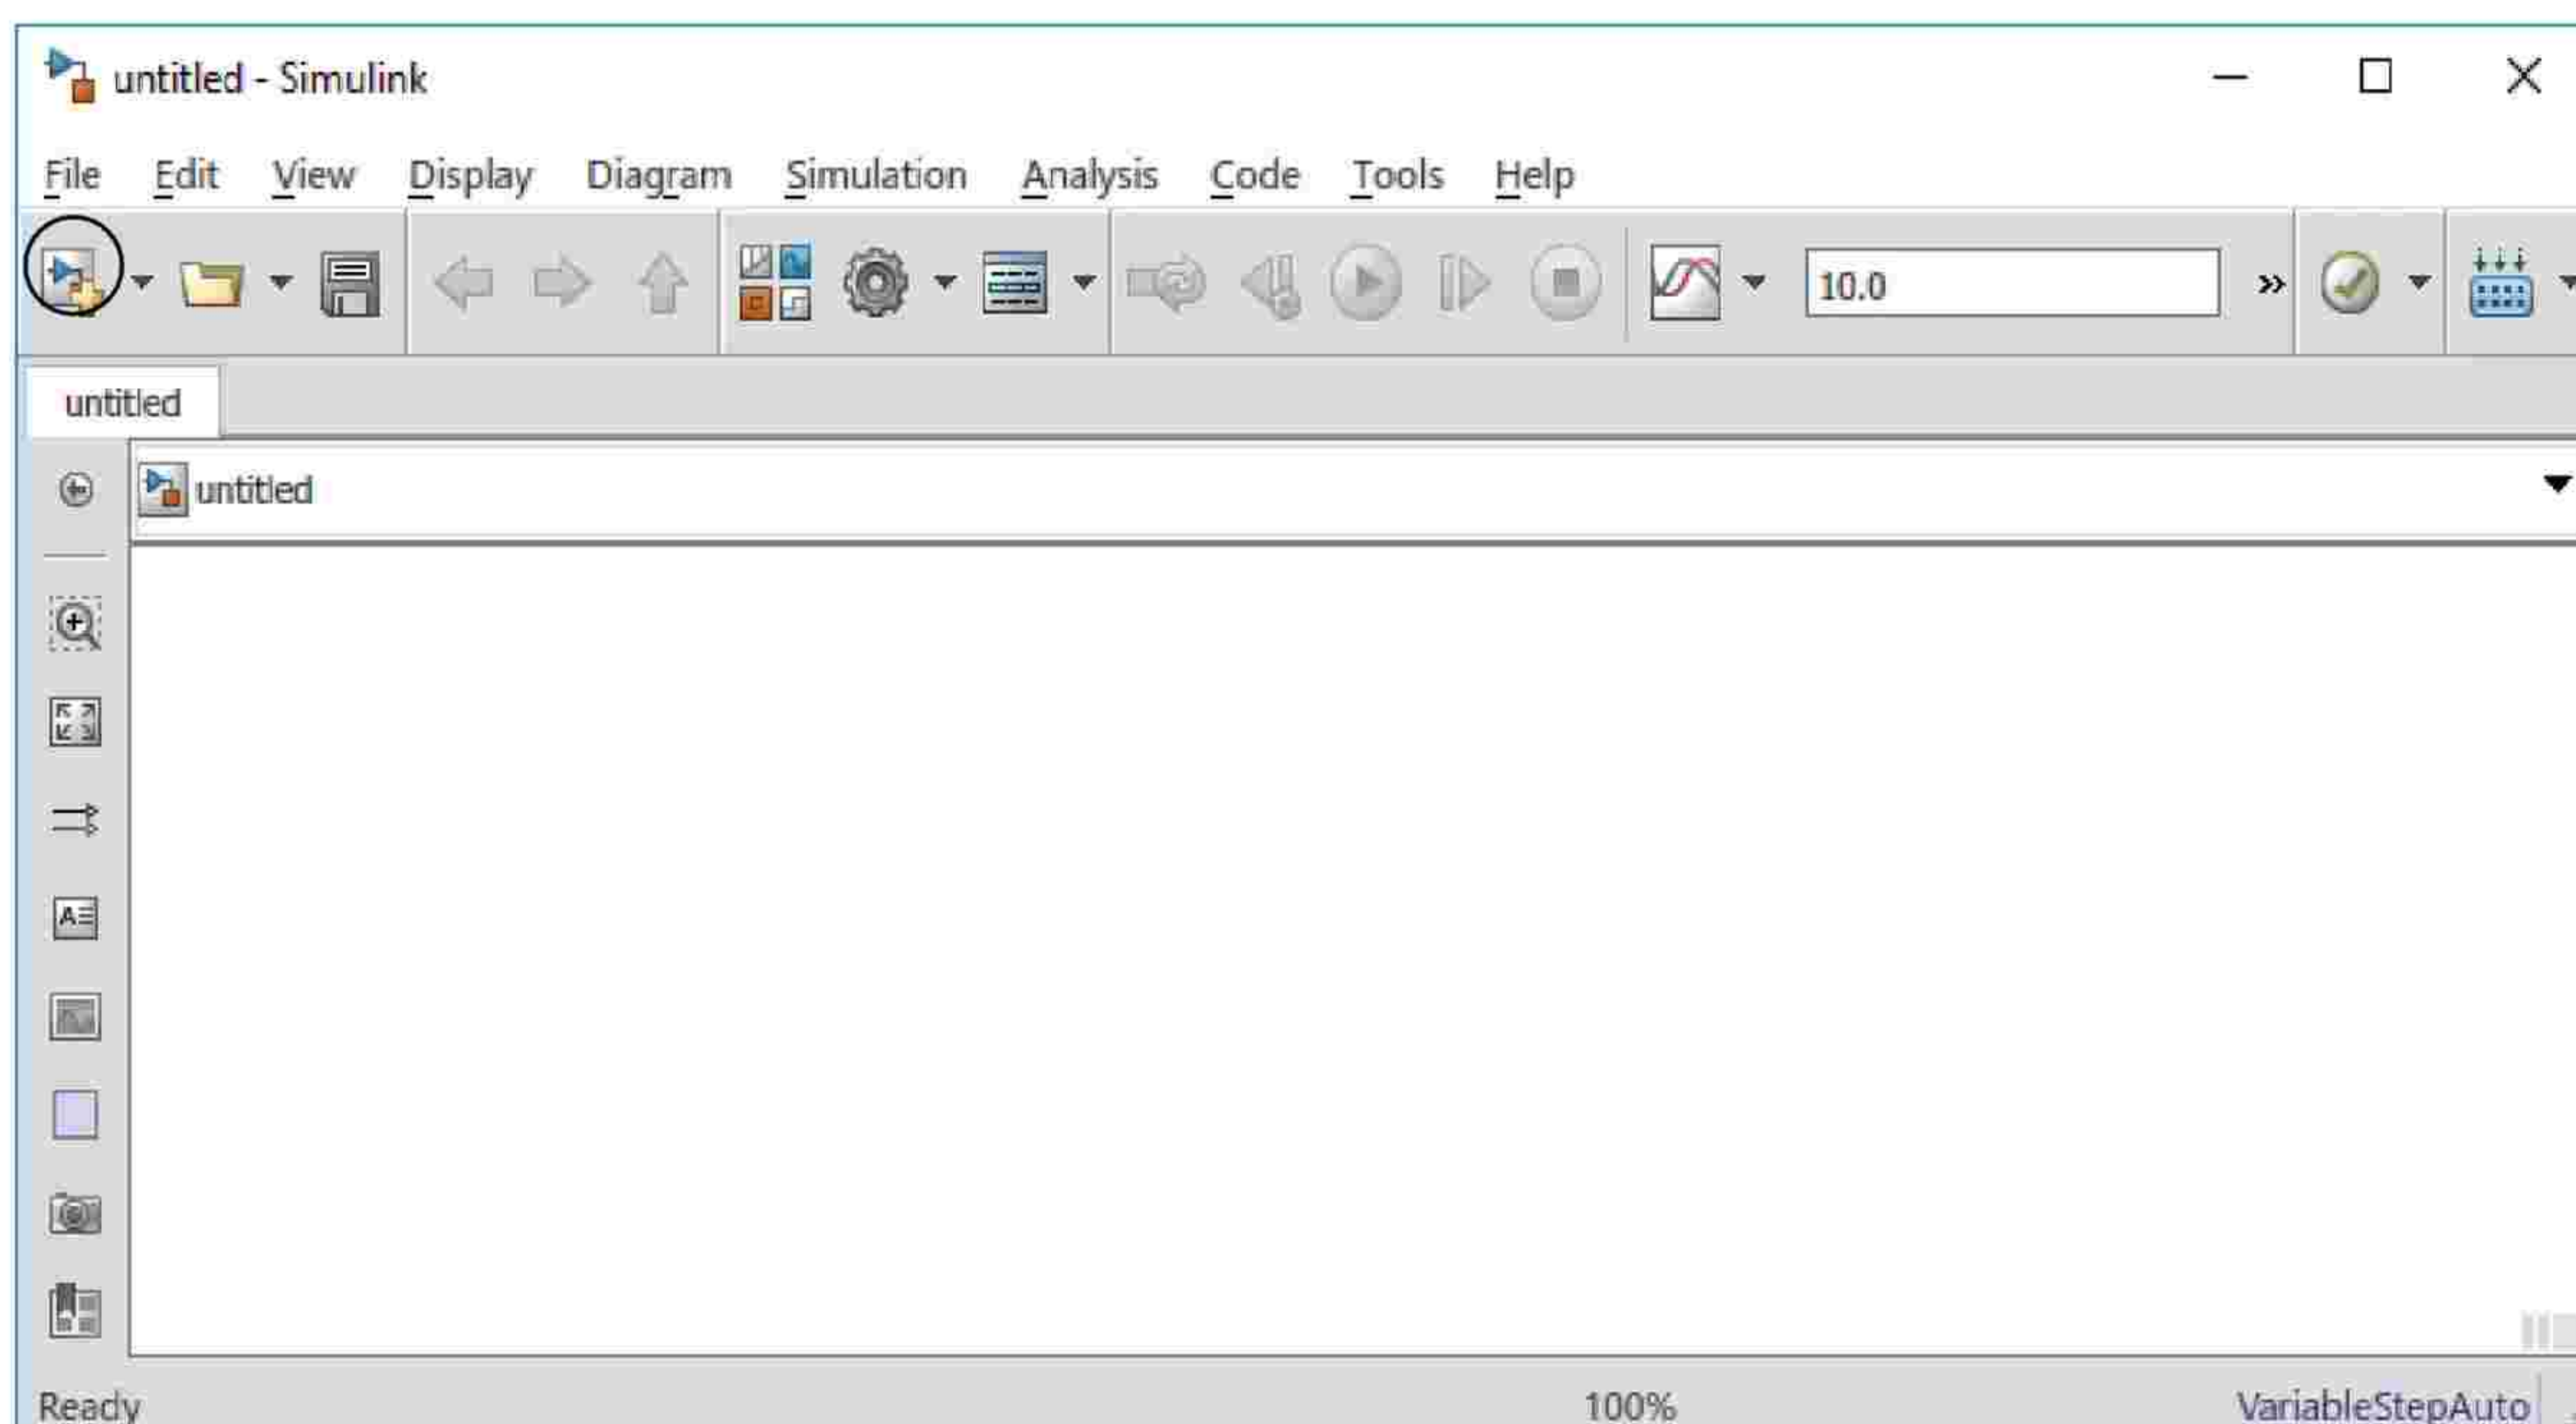 untitled - Simulink
File Edit View Display Diagram Simulation Analysis Code Tools Help
10.0
untitled
untitled
Ready 100% VariableStepAuto